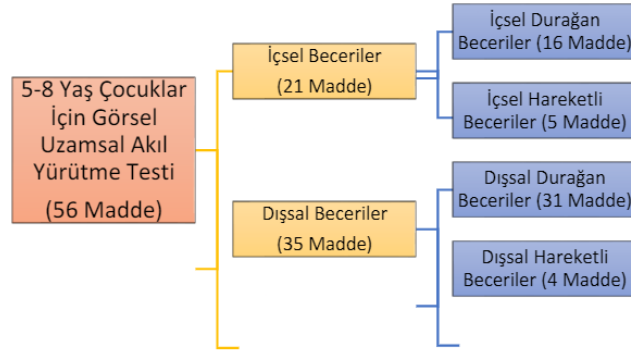 5-8 Yaş Çocuklar
İçin Görsel
Uzamsal Akıl
Yürütme Testi
(56 Madde)
İçsel Beceriler
(21 Madde)
İçsel Durağan
Beceriler (16 Madde)
İçsel Hareketli
Beceriler (5 Madde)
Dışsal Beceriler
(35 Madde)
Dışsal Durağan
Beceriler (31 Madde)
Dışsal Hareketli
Beceriler (4 Madde)